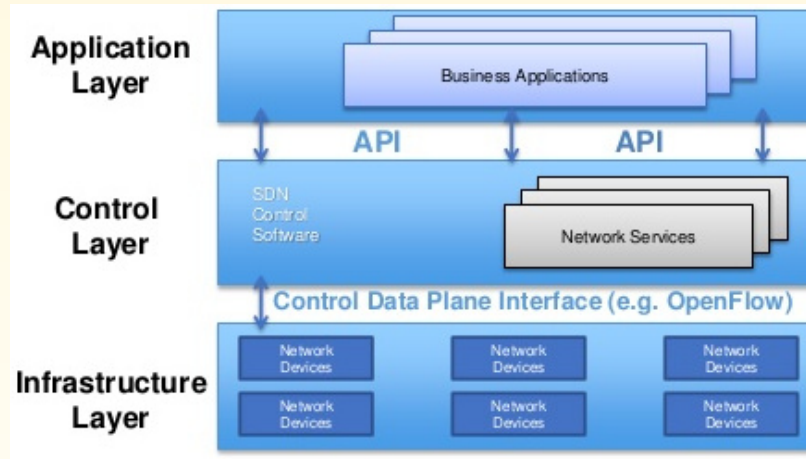 Application
Layer
Business Applications
API
API
Control
Layer
SDN
Control
Software
Network Services
Control Data Plane Interface (e.g. OpenFlow)
Infrastructure
Layer
Network
Devices
Network
Devices
Network
Devices
Network
Devices
Network
Devices
Network
Devices